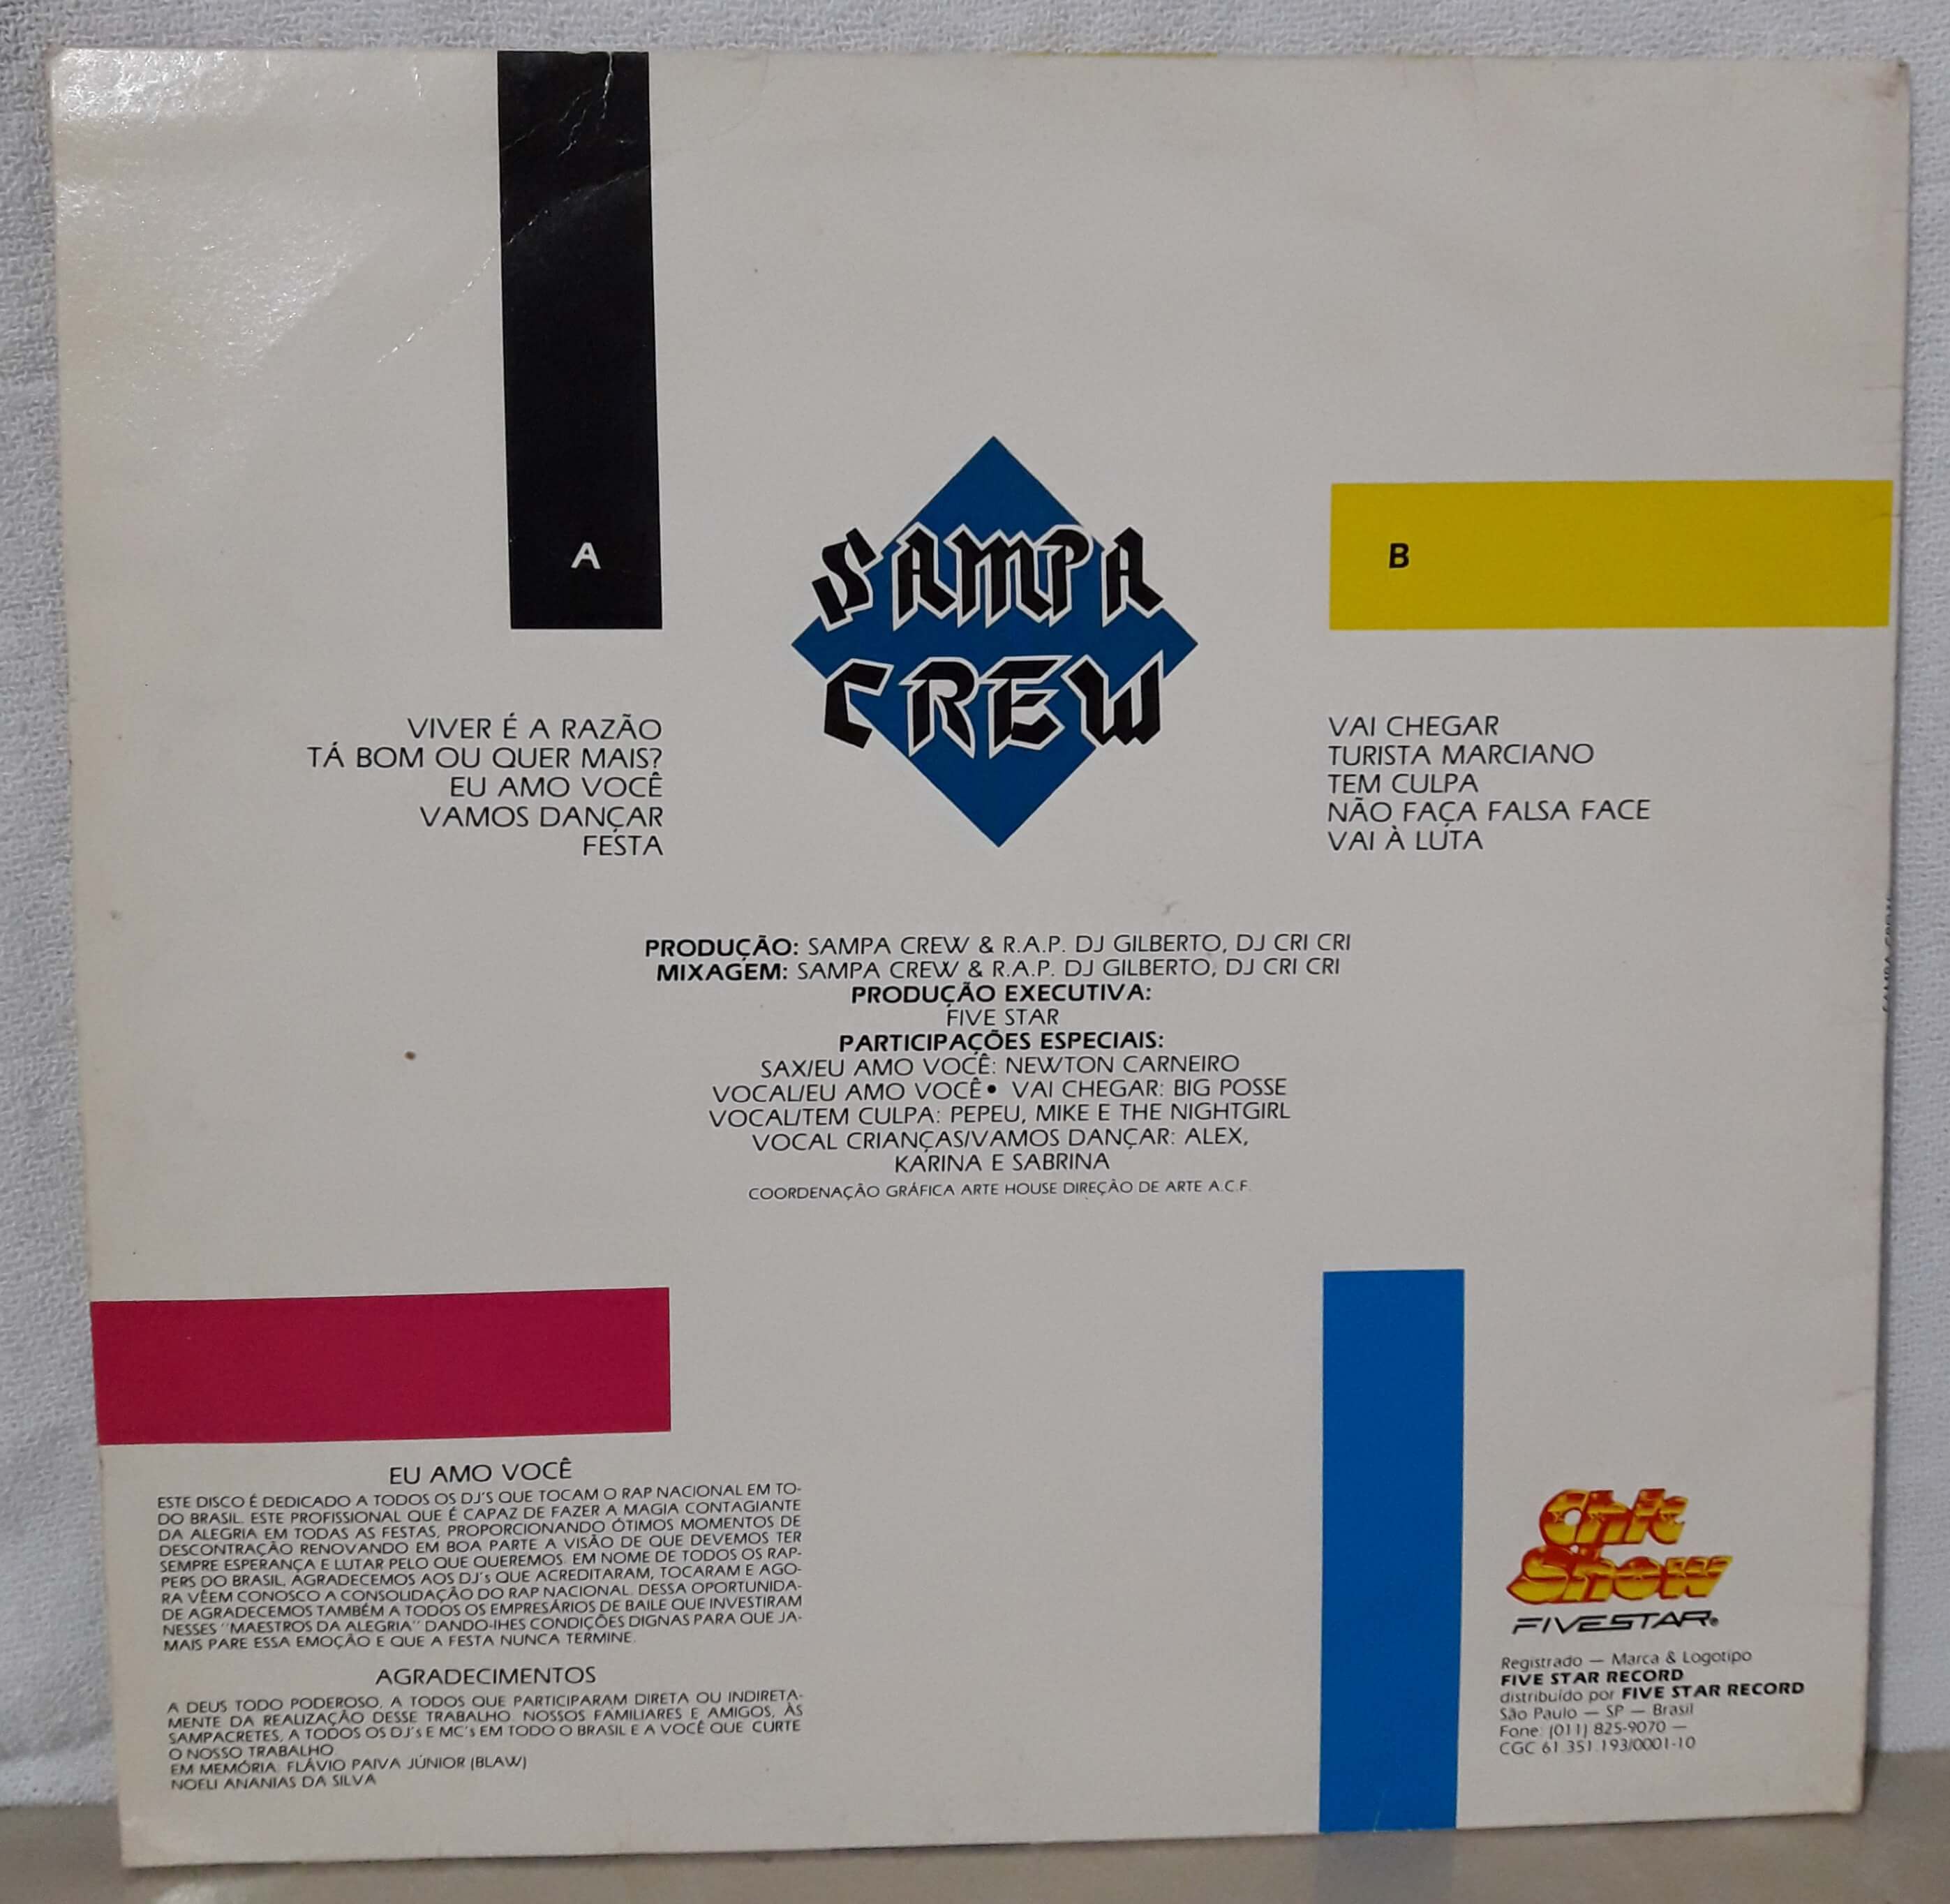 A
SAMPA
CREW
B
VIVER É A RAZÃO
TÁ BOM OU QUER MAIS?
EU AMO VOCÊ
VAMOS DANÇAR
FESTA
VAI CHEGAR
TURISTA MARCIANO
TEM CULPA
NÃO FAÇA FALSA FACE
VAI À LUTA
PRODUÇÃO: SAMPA CREW & R.A.P. DJ GILBERTO, DJ CRI CRI
MIXAGEM: SAMPA CREW & R.A.P. DJ GILBERTO, DJ CRI CRI
PRODUÇÃO EXECUTIVA:
FIVE STAR
PARTICIPAÇÕES ESPECIAIS:
SAX/EU AMO VOCÊ: NEWTON CARNEIRO
VOCAL/EU AMO VOCÊ• VAI CHEGAR: BIG POSSE
VOCAL/TEM CULPA: PEPEU, MIKE E THE NIGHTGIRL
VOCAL CRIANÇAS/VAMOS DANÇAR: ALEX,
KARINA E SABRINA
COORDENAÇÃO GRÁFICA ARTE HOUSE DIREÇÃO DE ARTE A.C.F.
SAMPA CREW
EU AMO VOCÊ
ESTE DISCO É DEDICADO A TODOS OS DJ'S QUE TOCAM O RAP NACIONAL EM TO-
DO BRASIL. ESTE PROFISSIONAL QUE É CAPAZ DE FAZER A MAGIA CONTAGIANTE
DA ALEGRIA EM TODAS AS FESTAS, PROPORCIONANDO ÓTIMOS MOMENTOS DE
DESCONTRAÇÃO RENOVANDO EM BOA PARTE A VISÃO DE QUE DEVEMOS TER
SEMPRE ESPERANÇA E LUTAR PELO QUE QUEREMOS. EM NOME DE TODOS OS RAP-
PERS DO BRASIL, AGRADECEMOS AOS DJ's QUE ACREDITARAM, TOCARAM E AGO-
RA VÊEM CONOSCO A CONSOLIDAÇÃO DO RAP NACIONAL. DESSA OPORTUNIDA-
DE AGRADECEMOS TAMBÉM A TODOS OS EMPRESÁRIOS DE BAILE QUE INVESTIRAM
NESSES "MAESTROS DA ALEGRIA" DANDO-IHES CONDIÇÕES DIGNAS PARA QUE JA-
MAIS PARE ESSA EMOÇÃO E QUE A FESTA NUNCA TERMINE.
AGRADECIMENTOS
A DEUS TODO PODEROSO, A TODOS QUE PARTICIPARAM DIRETA OU INDIRETA-
MENTE DA REALIZAÇÃO DESSE TRABALHO. NOSSOS FAMILIARES E AMIGOS, ÀS
SAMPACRETES, A TODOS OS DJ's E MC's EM TODO O BRASIL E A VOCÊ QUE CURTE
O NOSSO TRABALHO.
EM MEMÓRIA: FLÁVIO PAIVA JÚNIOR (BLAW)
NOELI ANANIAS DA SILVA
Chic
Show
FIVE STAR®
Registrado — Marca & Logotipo
FIVE STAR RECORD
distribuído por FIVE STAR RECORD
São Paulo — SP — Brasil
Fone: (011) 825-9070 —
CGC 61.351.193/0001-10